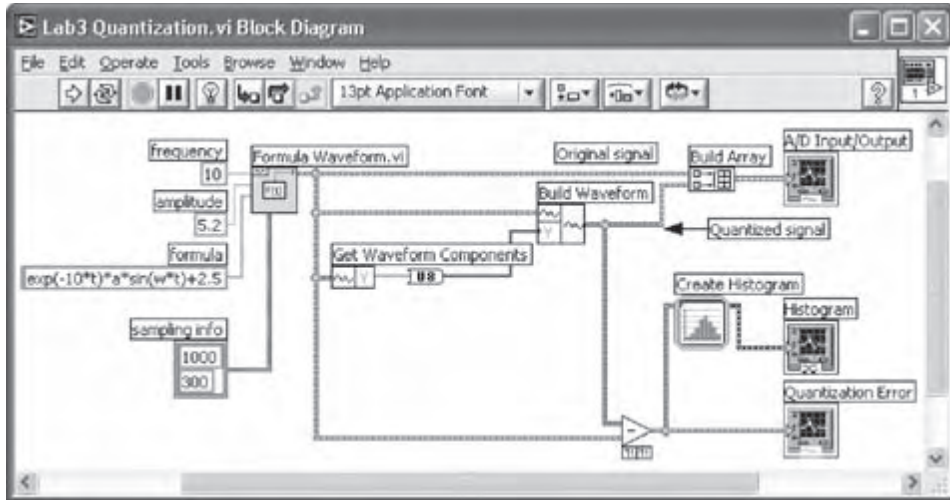 Lab3 Quantization.vi Block Diagram
File Edit Operate Tools Browse Window Help
13pt Application Font
1
frequency
10
amplitude
5.2
formula
exp(-10*t)*a*sin(w*t)+2.5
sampling info
1000
300
Formula Waveform.vi
Original signal
Build Array
A/D Input/Output
Build Waveform
Y
Quantized signal
Get Waveform Components
Y
U8
Create Histogram
Histogram
Quantization Error